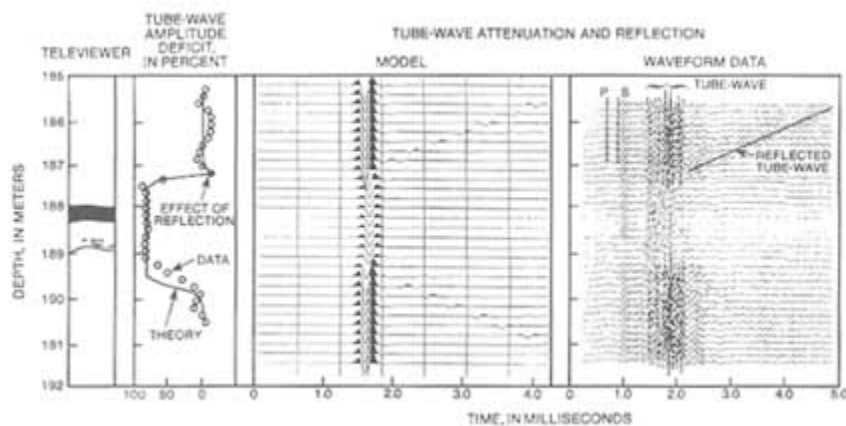 TUBE-WAVE
AMPLITUDE
DEFICIT,
IN PERCENT
TUBE-WAVE ATTENUATION AND REFLECTION
TELEVIEWER
MODEL
WAVEFORM DATA
TUBE-WAVE
P S
185
186
187
188
189
190
191
192
DEPTH, IN METERS
EFFECT OF
REFLECTION
DATA
THEORY
REFLECTED
TUBE-WAVE
100 50 0
0 1.0 2.0 3.0 4.0
0 1.0 2.0 3.0 4.0 5.0
TIME, IN MILLISECONDS